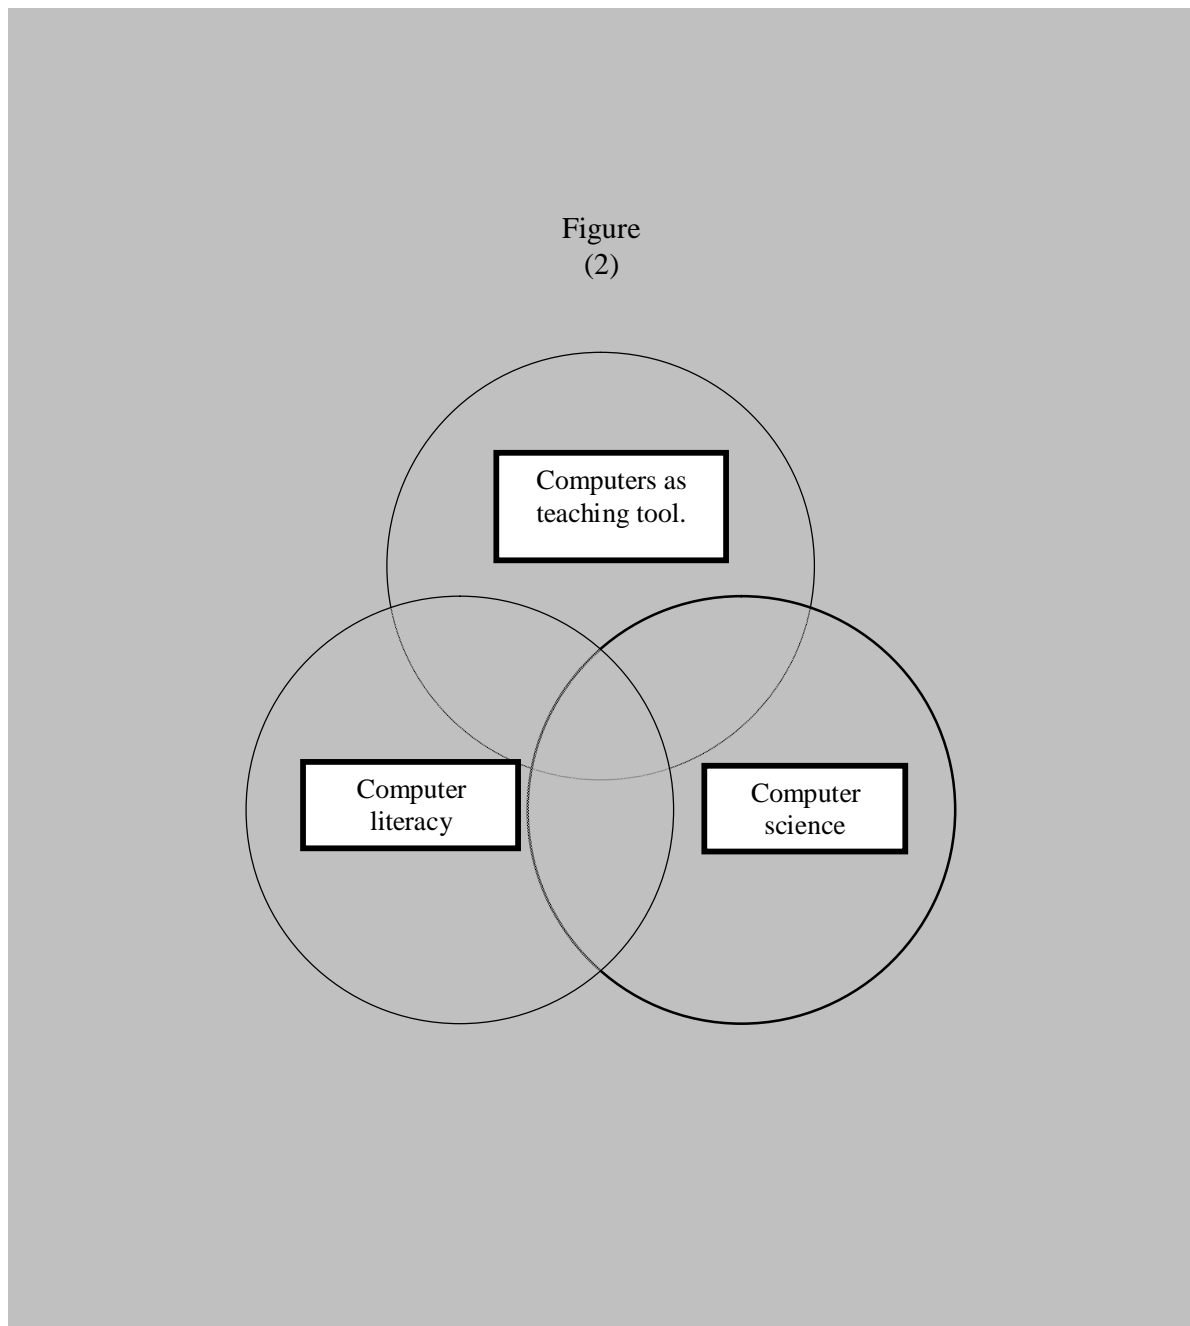 Figure
(2)
Computers as
teaching tool.
Computer
literacy
Computer
science